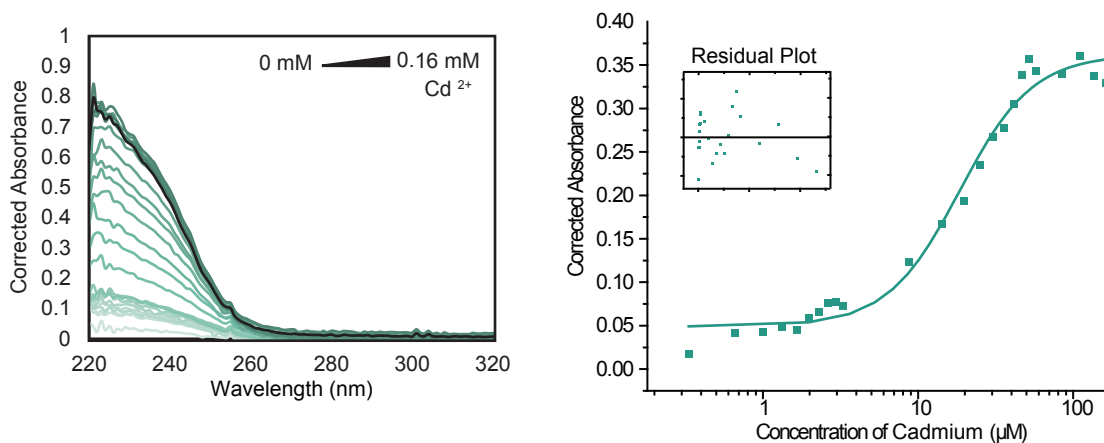 1
0.9
0.8
0.7
0.6
0.5
0.4
0.3
0.2
0.1
0
Corrected Absorbance
0 mM 0.16 mM
Cd 2+
220 240 260 280 300 320
Wavelength (nm)
0.40
0.35
0.30
0.25
0.20
0.15
0.10
0.05
0.00
Corrected Absorbance
Residual Plot
1 10 100
Concentration of Cadmium (µM)